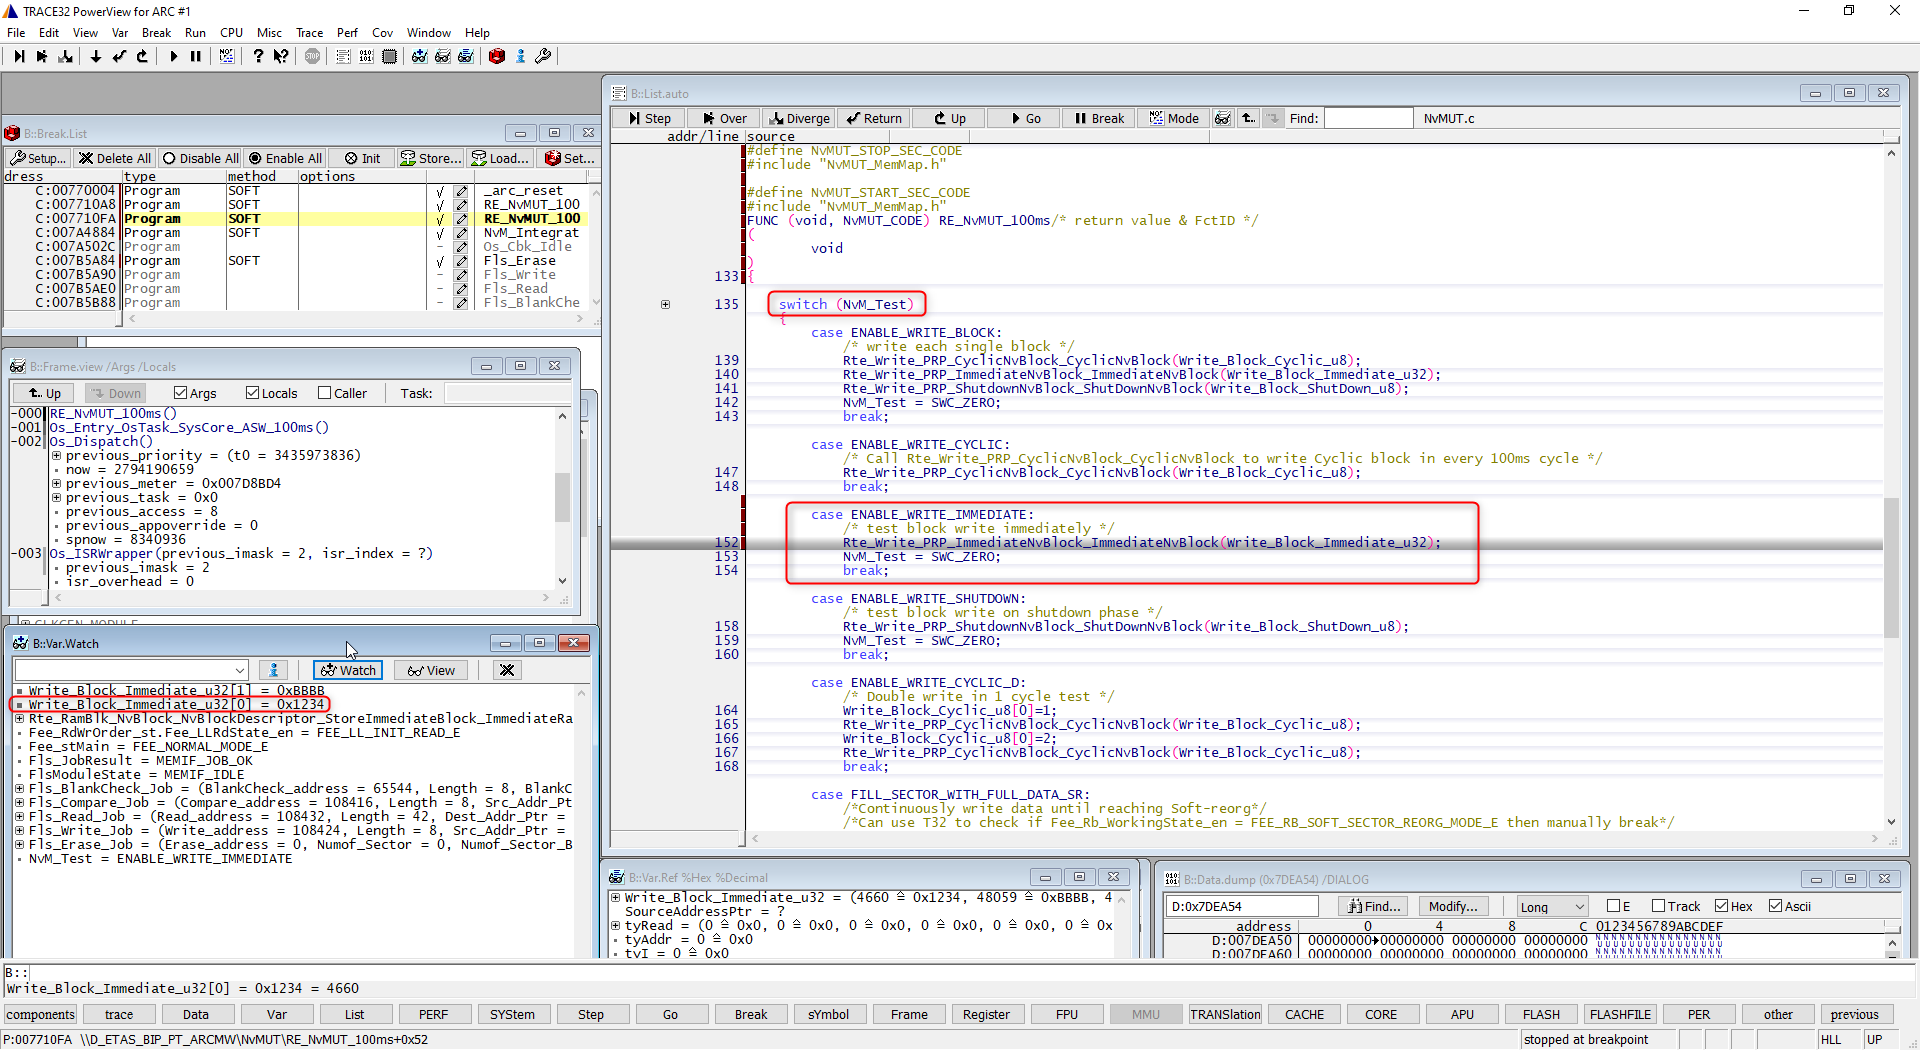 TRACE32 PowerView for ARC #1
File Edit View Var Break Run CPU Misc Trace Perf Cov Window Help
B::Break.List
Setup... Delete All Disable All Enable All Init Store... Load... Set...
dress type method options
C:00770004 Program SOFT √ _arc_reset
C:007710A8 Program SOFT √ RE_NvMUT_100
C:007710FA Program SOFT √ RE_NvMUT_100
C:007A4884 Program SOFT √ NvM_Integrat
C:007A502C Program – Os_Cbk_Idle
C:007B5A84 Program SOFT √ Fls_Erase
C:007B5A90 Program – Fls_Write
C:007B5AE0 Program – Fls_Read
C:007B5B88 Program – Fls_BlankChe
B::Frame.view /Args /Locals
Up Down Args Locals Caller Task:
-000 RE_NvMUT_100ms()
-001 Os_Entry_OsTask_SysCore_ASW_100ms()
-002 Os_Dispatch()
previous_priority = (t0 = 3435973836)
now = 2794190659
previous_meter = 0x007D8BD4
previous_task = 0x0
previous_access = 8
previous_appoverride = 0
spnow = 8340936
-003 Os_ISRWrapper(previous_imask = 2, isr_index = ?)
previous_imask = 2
isr_overhead = 0
B::Var.Watch
Watch View
Write_Block_Immediate_u32[1] = 0xBBBB
Write_Block_Immediate_u32[0] = 0x1234
Rte_RamBlk_NvBlock_NvBlockDescriptor_StoreImmediateBlock_ImmediateRa
Fee_RdWrOrder_st.Fee_LLRdState_en = FEE_LL_INIT_READ_E
Fee_stMain = FEE_NORMAL_MODE_E
Fls_JobResult = MEMIF_JOB_OK
FlsModuleState = MEMIF_IDLE
Fls_BlankCheck_Job = (BlankCheck_address = 65544, Length = 8, BlankC
Fls_Compare_Job = (Compare_address = 108416, Length = 8, Src_Addr_Pt
Fls_Read_Job = (Read_address = 108432, Length = 42, Dest_Addr_Ptr =
Fls_Write_Job = (Write_address = 108424, Length = 8, Src_Addr_Ptr =
Fls_Erase_Job = (Erase_address = 0, Numof_Sector = 0, Numof_Sector_B
NvM_Test = ENABLE_WRITE_IMMEDIATE
B::List.auto
Step Over Diverge Return Up Go Break Mode Find: NvMUT.c
addr/line source
#define NvMUT_STOP_SEC_CODE
#include "NvMUT_MemMap.h"
#define NvMUT_START_SEC_CODE
#include "NvMUT_MemMap.h"
FUNC (void, NvMUT_CODE) RE_NvMUT_100ms/* return value & FctID */
(
void
)
133 {
135 switch (NvM_Test)
{
case ENABLE_WRITE_BLOCK:
/* write each single block */
139 Rte_Write_PRP_CyclicNvBlock_CyclicNvBlock(Write_Block_Cyclic_u8);
140 Rte_Write_PRP_ImmediateNvBlock_ImmediateNvBlock(Write_Block_Immediate_u32);
141 Rte_Write_PRP_ShutdownNvBlock_ShutDownNvBlock(Write_Block_ShutDown_u8);
142 NvM_Test = SWC_ZERO;
143 break;
case ENABLE_WRITE_CYCLIC:
/* Call Rte_Write_PRP_CyclicNvBlock_CyclicNvBlock to write Cyclic block in every 100ms cycle */
147 Rte_Write_PRP_CyclicNvBlock_CyclicNvBlock(Write_Block_Cyclic_u8);
148 break;
case ENABLE_WRITE_IMMEDIATE:
/* test block write immediately */
152 Rte_Write_PRP_ImmediateNvBlock_ImmediateNvBlock(Write_Block_Immediate_u32);
153 NvM_Test = SWC_ZERO;
154 break;
case ENABLE_WRITE_SHUTDOWN:
/* test block write on shutdown phase */
158 Rte_Write_PRP_ShutdownNvBlock_ShutDownNvBlock(Write_Block_ShutDown_u8);
159 NvM_Test = SWC_ZERO;
160 break;
case ENABLE_WRITE_CYCLIC_D:
/* Double write in 1 cycle test */
164 Write_Block_Cyclic_u8[0]=1;
165 Rte_Write_PRP_CyclicNvBlock_CyclicNvBlock(Write_Block_Cyclic_u8);
166 Write_Block_Cyclic_u8[0]=2;
167 Rte_Write_PRP_CyclicNvBlock_CyclicNvBlock(Write_Block_Cyclic_u8);
168 break;
case FILL_SECTOR_WITH_FULL_DATA_SR:
/*Continuously write data until reaching Soft-reorg*/
/*Can use T32 to check if Fee_Rb_WorkingState_en = FEE_RB_SOFT_SECTOR_REORG_MODE_E then manually break*/
B::Var.Ref %Hex %Decimal
Write_Block_Immediate_u32 = (4660 ≙ 0x1234, 48059 ≙ 0xBBBB, 4
SourceAddressPtr = ?
tyRead = (0 ≙ 0x0, 0 ≙ 0x0, 0 ≙ 0x0, 0 ≙ 0x0, 0 ≙ 0x0, 0 ≙ 0x
tyAddr = 0 ≙ 0x0
tyI = 0 ≙ 0x0
B::Data.dump (0x7DEA54) /DIALOG
D:0x7DEA54 Find... Modify... Long E Track Hex Ascii
address 0 4 8 C 0123456789ABCDEF
D:007DEA50 00000000 00000000 00000000 00000000
D:007DEA60 00000000 00000000 00000000 00000000
B::
Write_Block_Immediate_u32[0] = 0x1234 = 4660
components trace Data Var List PERF SYStem Step Go Break sYmbol Frame Register FPU MMU TRANSlation CACHE CORE APU FLASH FLASHFILE PER other previous
P:007710FA \\D_ETAS_BIP_PT_ARCMW\NvMUT\RE_NvMUT_100ms+0x52 stopped at breakpoint HLL UP